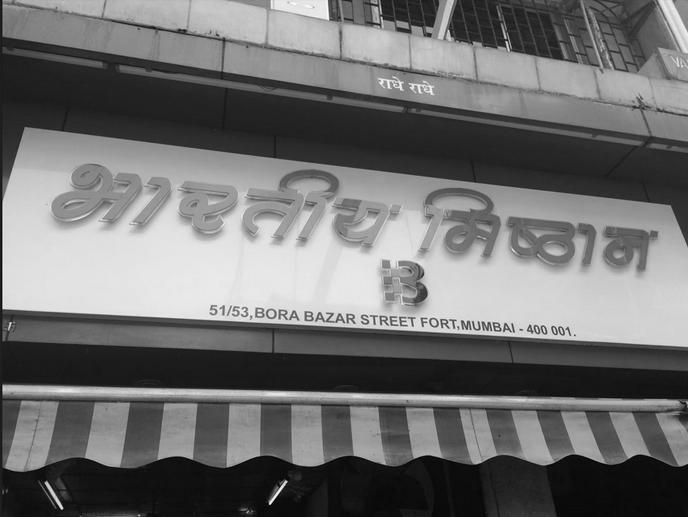 राधे राधे
भारतीय मिष्ठान
B
51/53,BORA BAZAR STREET FORT,MUMBAI - 400 001.